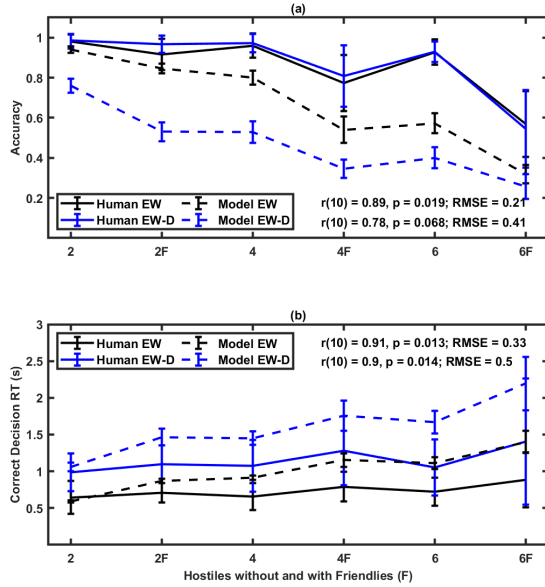 (a)
1
0.8
0.6
0.4
0.2
Accuracy
Human EW Model EW
Human EW-D Model EW-D
r(10) = 0.89, p = 0.019; RMSE = 0.21
r(10) = 0.78, p = 0.068; RMSE = 0.41
2 2F 4 4F 6 6F
(b)
3
2.5
2
1.5
1
0.5
Correct Decision RT (s)
Human EW Model EW
Human EW-D Model EW-D
r(10) = 0.91, p = 0.013; RMSE = 0.33
r(10) = 0.9, p = 0.014; RMSE = 0.5
2 2F 4 4F 6 6F
Hostiles without and with Friendlies (F)